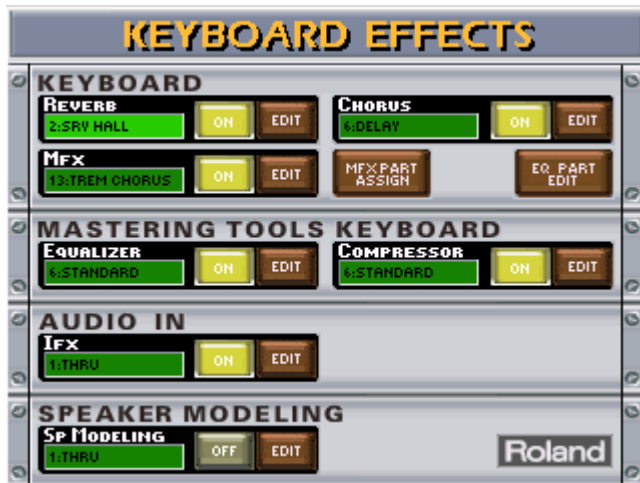 KEYBOARD EFFECTS
KEYBOARD
REVERB
2:SRV HALL
ON
EDIT
CHORUS
6:DELAY
ON
EDIT
MFX
13:TREM CHORUS
ON
EDIT
MFX PART
ASSIGN
EQ PART
EDIT
MASTERING TOOLS KEYBOARD
EQUALIZER
6:STANDARD
ON
EDIT
COMPRESSOR
6:STANDARD
ON
EDIT
AUDIO IN
IFX
1:THRU
ON
EDIT
SPEAKER MODELING
SP MODELING
1:THRU
OFF
EDIT
Roland